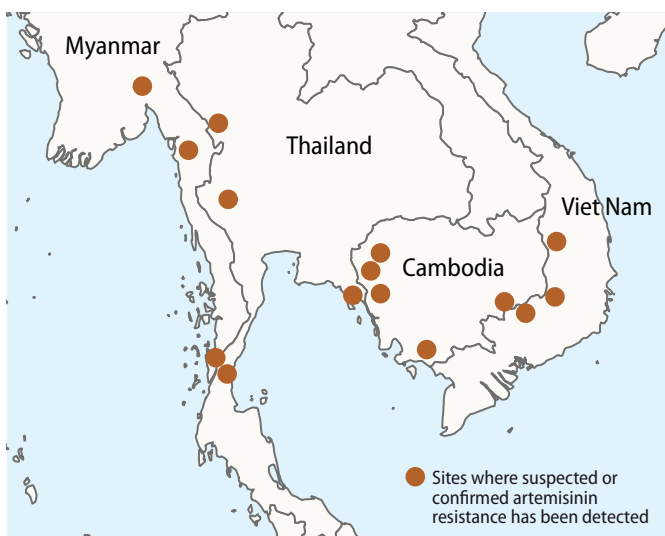 Myanmar
Thailand
Viet Nam
Cambodia
Sites where suspected or
confirmed artemisinin
resistance has been detected